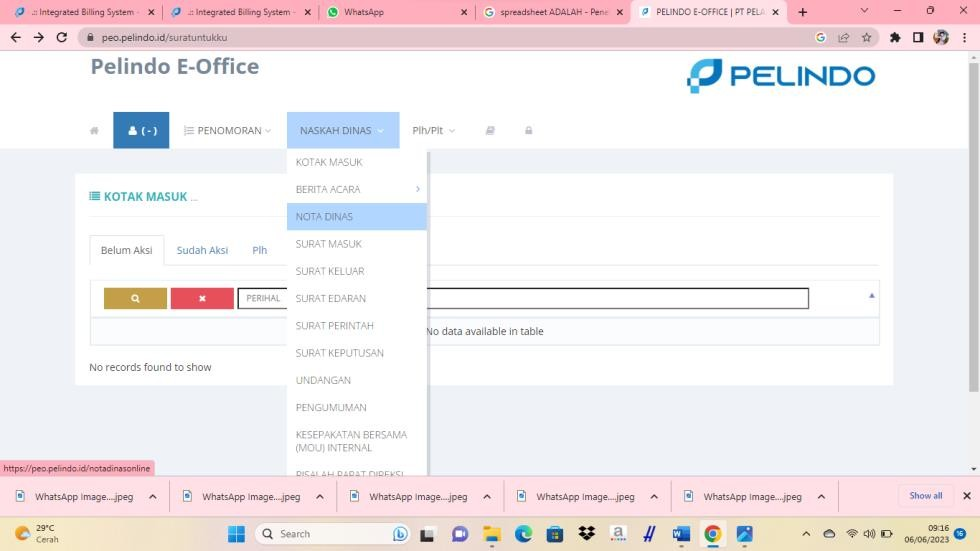 .:: Integrated Billing System -
.:: Integrated Billing System -
WhatsApp
spreadsheet ADALAH - Pene
PELINDO E-OFFICE | PT PELA
peo.pelindo.id/suratuntukku
Pelindo E-Office
PELINDO
( - )
PENOMORAN
NASKAH DINAS
Plh/Plt
KOTAK MASUK
BERITA ACARA
NOTA DINAS
SURAT MASUK
SURAT KELUAR
SURAT EDARAN
SURAT PERINTAH
SURAT KEPUTUSAN
UNDANGAN
PENGUMUMAN
KESEPAKATAN BERSAMA
(MOU) INTERNAL
RISALAH RAPAT DIREKSI
KOTAK MASUK ...
Belum Aksi
Sudah Aksi
Plh
PERIHAL
No data available in table
No records found to show
https://peo.pelindo.id/notadinasonline
WhatsApp Image....jpeg
WhatsApp Image....jpeg
WhatsApp Image....jpeg
WhatsApp Image....jpeg
WhatsApp Image....jpeg
Show all
29°C
Cerah
Search
09:16
06/06/2023
16